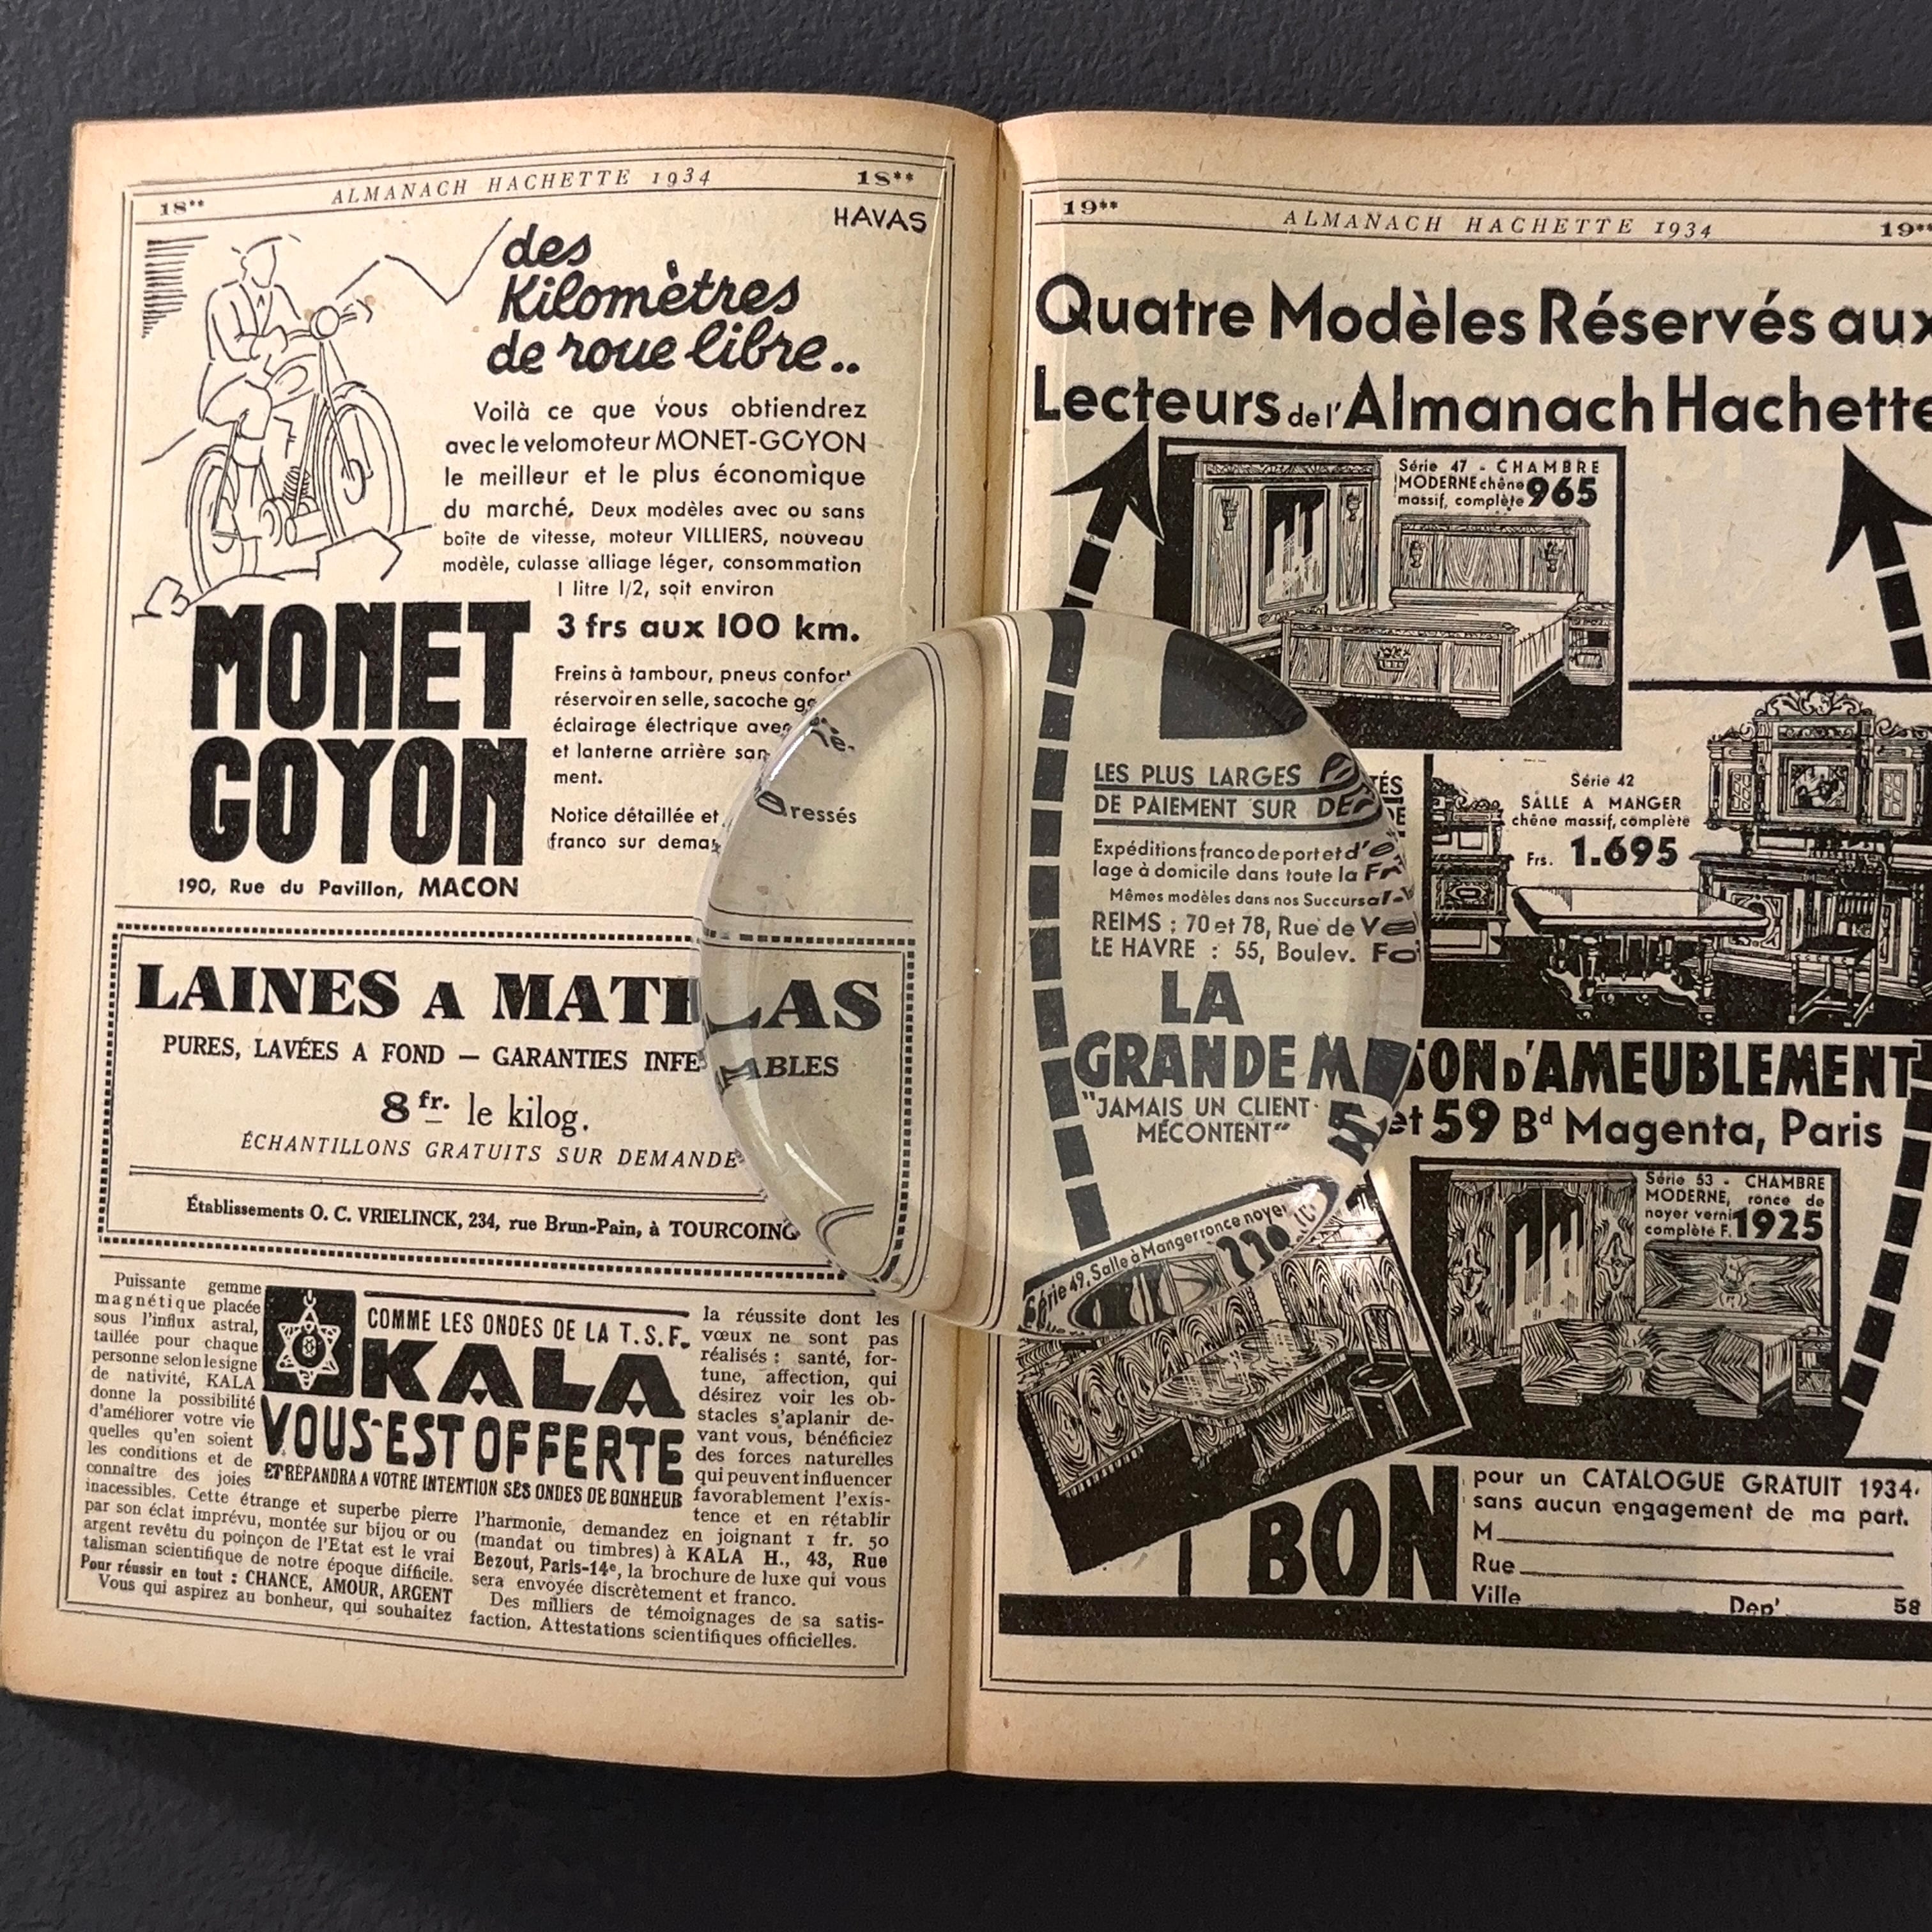 18** ALMANACH HACHETTE 1934 18**
HAVAS
des
Kilomètres
de roue libre..
Voilà ce que vous obtiendrez
avec le velomoteur MONET-GOYON
le meilleur et le plus économique
du marché. Deux modèles avec ou sans
boîte de vitesse, moteur VILLIERS, nouveau
modèle, culasse alliage léger, consommation
1 litre 1/2, soit environ
3 frs aux 100 km.
Freins à tambour, pneus confort
réservoir en selle, sacoche
éclairage électrique avec
et lanterne arrière
ment.
Notice détaillée et
franco sur
MONET
GOYON
190, Rue du Pavillon, MACON
LAINES A
PURES, LAVÉES A FOND — GARANTIES
8 fr. le kilog.
ÉCHANTILLONS GRATUITS SUR DEMANDE
Établissements O. C. VRIELINCK, 234, rue Brun-Pain, à TOURCOING
Puissante gemme
magnétique placée
sous l'influx astral,
taillée pour chaque
personne selon le signe
de nativité, KALA
donne la possibilité
d'améliorer votre vie
quelles qu'en soient
les conditions et de
connaître des joies
inacessibles. Cette étrange et superbe pierre
par son éclat imprévu, montée sur bijou or ou
argent revêtu du poinçon de l'Etat est le vrai
talisman scientifique de notre époque difficile.
Pour réussir en tout : CHANCE, AMOUR, ARGENT
Vous qui aspirez au bonheur, qui souhaitez
COMME LES ONDES DE LA T.S.F.
KALA
VOUS EST OFFERTE
ET RÉPANDRA A VOTRE INTENTION SES ONDES DE BONHEUR
la réussite dont les
vœux ne sont pas
réalisés : santé, for-
tune, affection, qui
désirez voir les ob-
stacles s'aplanir de-
vant vous, bénéficiez
des forces naturelles
qui peuvent influencer
favorablement l'exis-
tence et en rétablir
l'harmonie, demandez en joignant 1 fr. 50
(mandat ou timbres) à KALA H., 43, Rue
Bezout, Paris-14e, la brochure de luxe qui vous
sera envoyée discrètement et franco.
Des milliers de témoignages de sa satis-
faction. Attestations scientifiques officielles.
19** ALMANACH HACHETTE 1934 19**
Quatre Modèles Réservés aux
Lecteurs de l'Almanach Hachette
Série 47 - CHAMBRE
MODERNE chêne
massif, complète 965
LES PLUS LARGES
DE PAIEMENT SUR
Expéditions franco de port et
lage à domicile dans toute la
Mêmes modèles dans nos
REIMS : 70 et 78, Rue de
LE HAVRE : 55, Boulev.
Série 42
SALLE A MANGER
chêne massif, complète
Frs. 1.695
LA
GRANDE MAISON D'AMEUBLEMENT
"JAMAIS UN CLIENT
MÉCONTENT"
et 59 Bd Magenta, Paris
Série 49, Salle à Manger ronce noyer
Série 53 - CHAMBRE
MODERNE, ronce de
noyer verni
complète F. 1925
BON
pour un CATALOGUE GRATUIT 1934
sans aucun engagement de ma part.
M
Rue
Ville Dep' 58